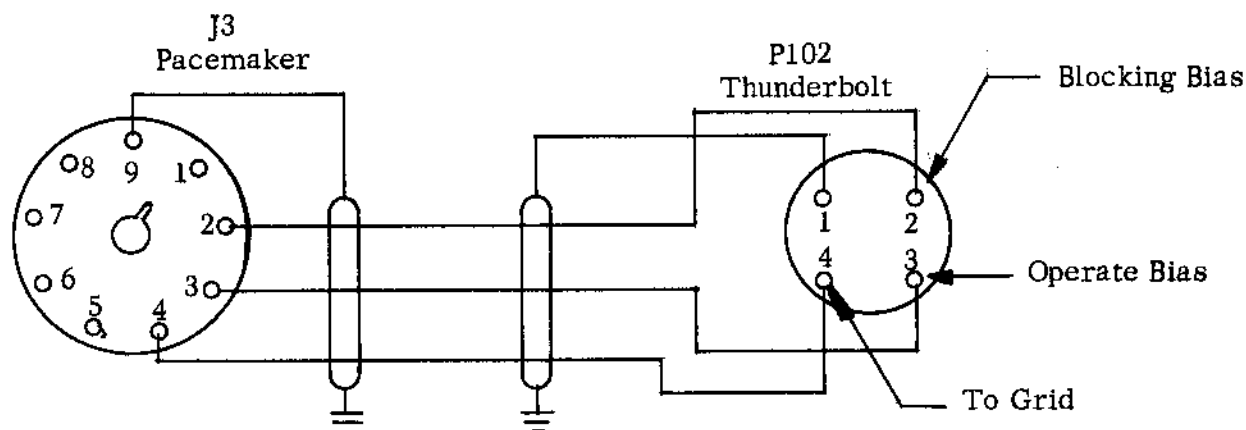 J3
Pacemaker
P102
Thunderbolt
Blocking Bias
8
9
1
7
2
1
2
6
3
4
3
Operate Bias
5
4
To Grid